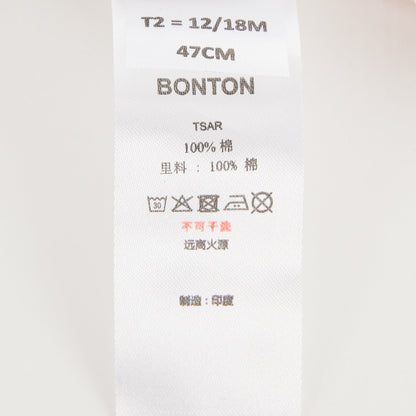 T2 = 12/18M
47CM
BONTON
TSAR
100% 棉
里料 : 100% 棉
30
不可干洗
远离火源
制造 : 印度